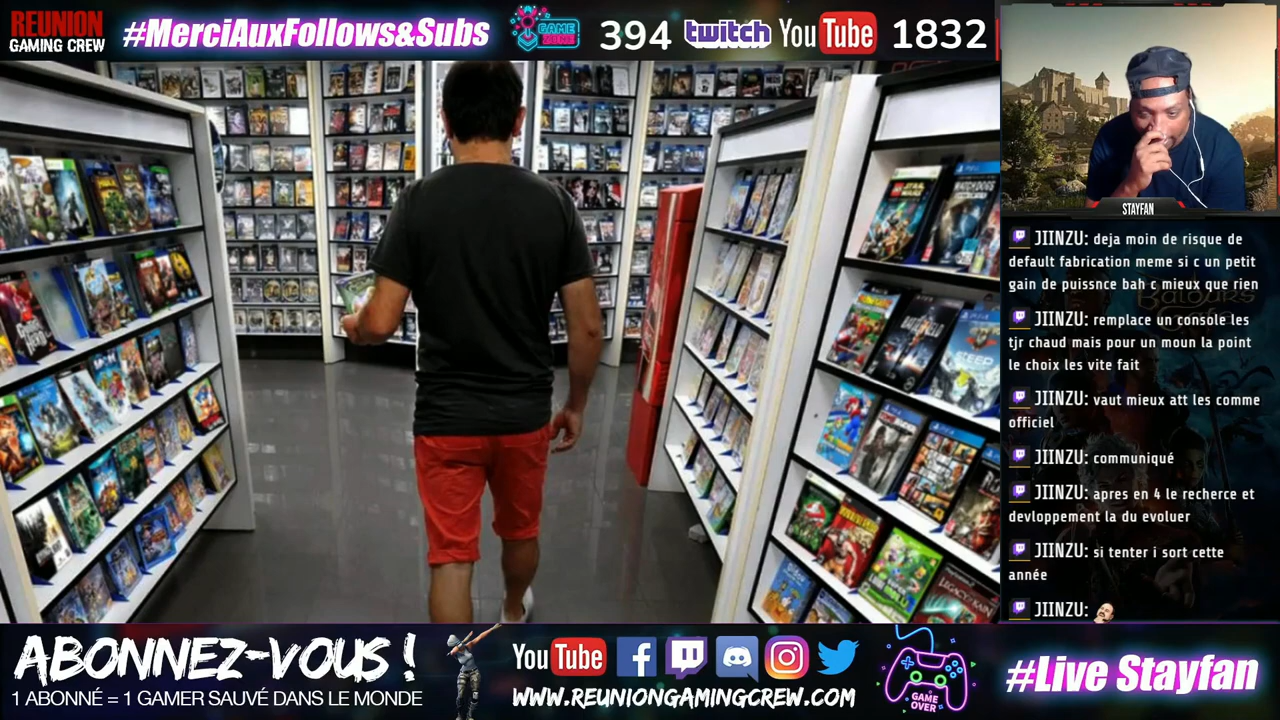 REUNION
GAMING CREW
#MerciAuxFollows&Subs
GAME
ZONE
394
twitch
YouTube
1832
STAYFAN
JIINZU: deja moin de risque de
default fabrication meme si c un petit
gain de puissnce bah c mieux que rien
JIINZU: remplace un console les
tjr chaud mais pour un moun la point
le choix les vite fait
JIINZU: vaut mieux att les comme
officiel
JIINZU: communiqué
JIINZU: apres en 4 le recherce et
devloppement la du evoluer
JIINZU: si tenter i sort cette
année
JIINZU:
ABONNEZ-VOUS !
1 ABONNÉ = 1 GAMER SAUVÉ DANS LE MONDE
YouTube
WWW.REUNIONGAMINGCREW.COM
GAME
OVER
#Live Stayfan